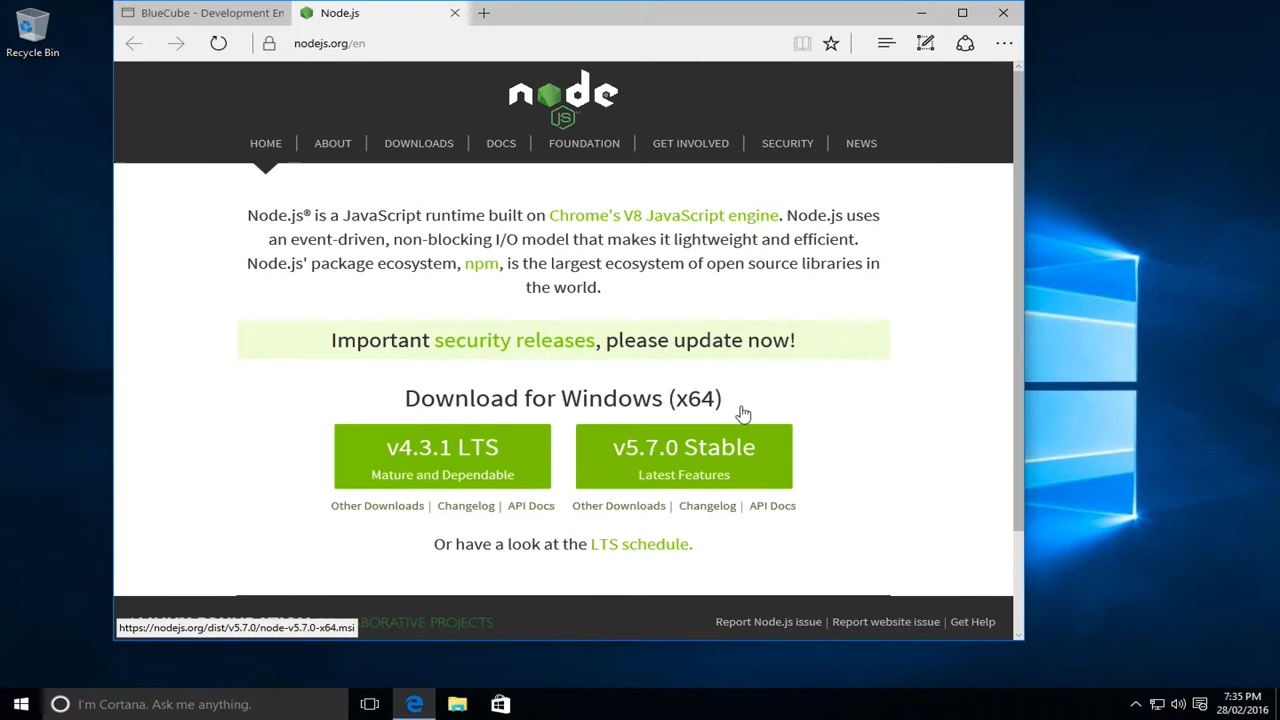 Recycle Bin
BlueCube - Development En
Node.js
nodejs.org/en
node
JS
HOME
ABOUT
DOWNLOADS
DOCS
FOUNDATION
GET INVOLVED
SECURITY
NEWS
Node.js® is a JavaScript runtime built on Chrome's V8 JavaScript engine. Node.js uses
an event-driven, non-blocking I/O model that makes it lightweight and efficient.
Node.js' package ecosystem, npm, is the largest ecosystem of open source libraries in
the world.
Important security releases, please update now!
Download for Windows (x64)
v4.3.1 LTS
Mature and Dependable
v5.7.0 Stable
Latest Features
Other Downloads | Changelog | API Docs
Other Downloads | Changelog | API Docs
Or have a look at the LTS schedule.
BORATIVE PROJECTS
Report Node.js issue | Report website issue | Get Help
https://nodejs.org/dist/v5.7.0/node-v5.7.0-x64.msi
I'm Cortana. Ask me anything.
7:35 PM
28/02/2016